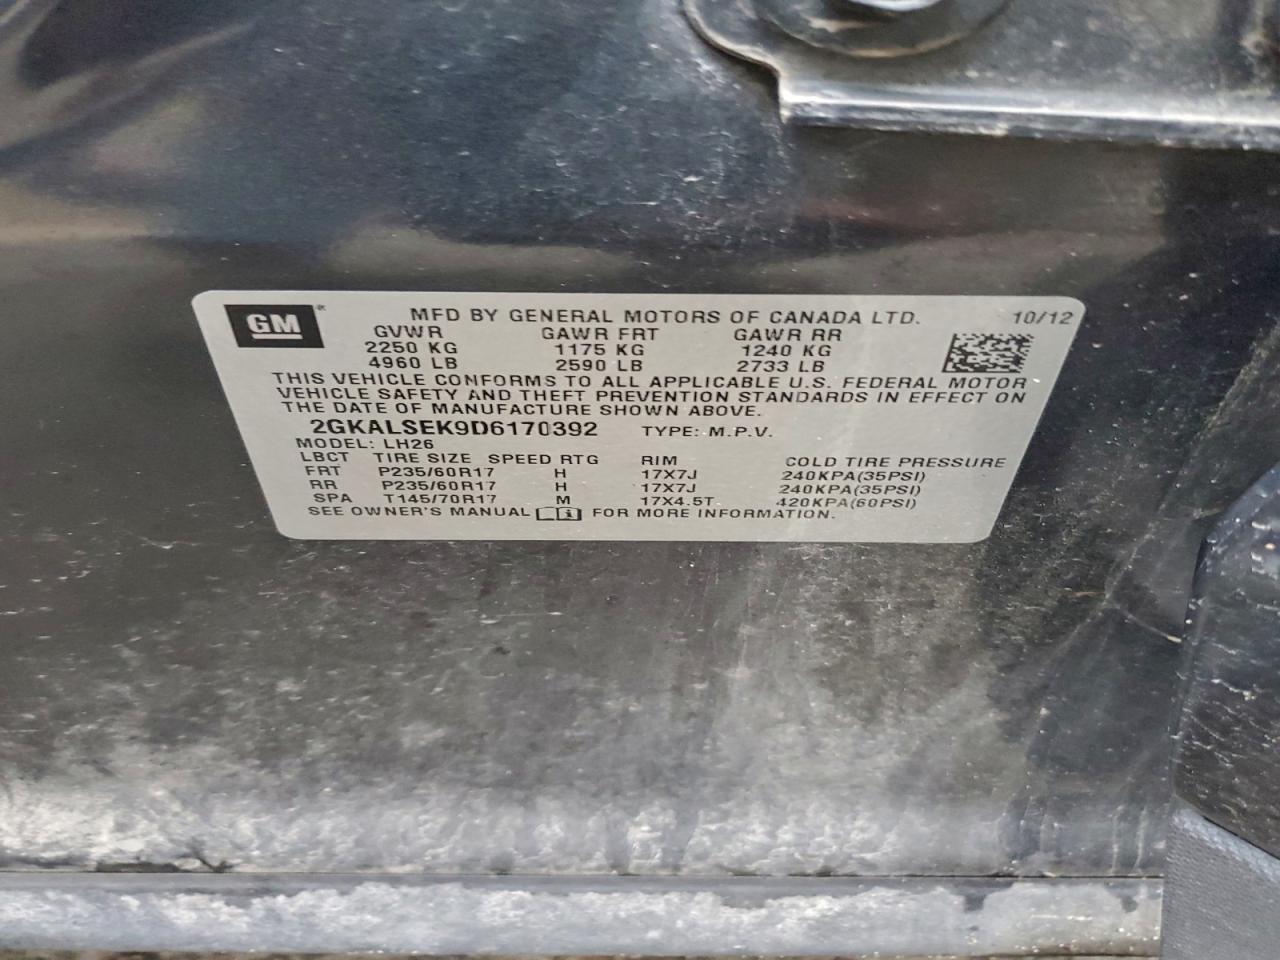 GM
MFD BY GENERAL MOTORS OF CANADA LTD. 10/12
GVWR GAWR FRT GAWR RR
2250 KG 1175 KG 1240 KG
4960 LB 2590 LB 2733 LB
THIS VEHICLE CONFORMS TO ALL APPLICABLE U.S. FEDERAL MOTOR
VEHICLE SAFETY AND THEFT PREVENTION STANDARDS IN EFFECT ON
THE DATE OF MANUFACTURE SHOWN ABOVE.
2GKALSEK9D6170392 TYPE: M.P.V.
MODEL: LH26
LBCT TIRE SIZE SPEED RTG RIM COLD TIRE PRESSURE
FRT P235/60R17 H 17X7J 240KPA(35PSI)
RR P235/60R17 H 17X7J 240KPA(35PSI)
SPA T145/70R17 M 17X4.5T 420KPA(60PSI)
SEE OWNER'S MANUAL FOR MORE INFORMATION.